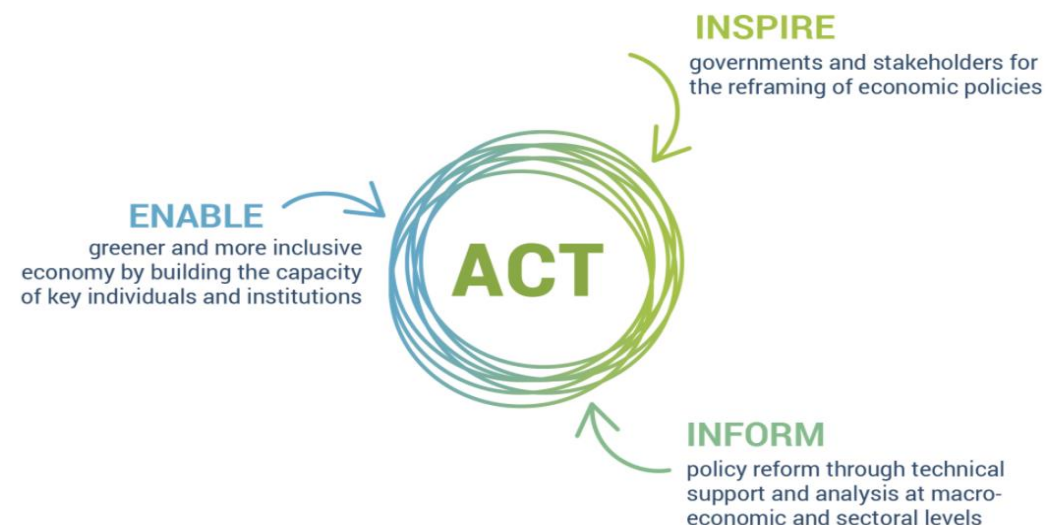 INSPIRE
governments and stakeholders for
the reframing of economic policies
ENABLE
greener and more inclusive
economy by building the capacity
of key individuals and institutions
ACT
INFORM
policy reform through technical
support and analysis at macro-
economic and sectoral levels